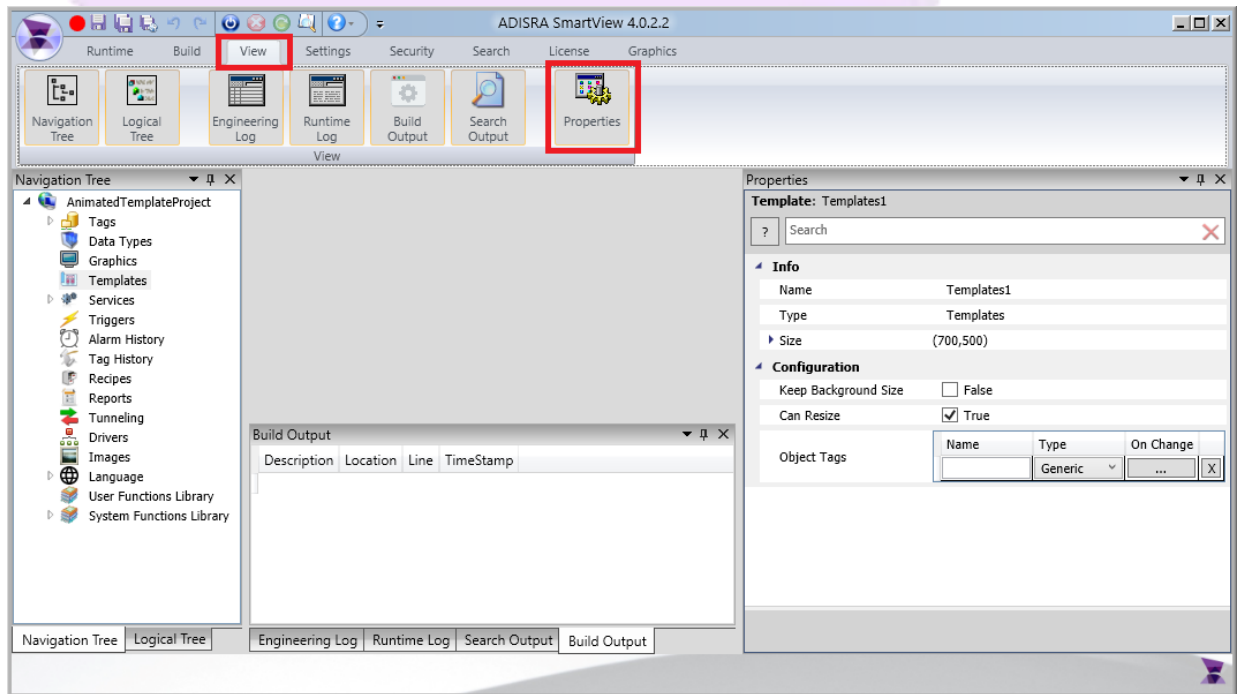 ADISRA SmartView 4.0.2.2
Runtime Build View Settings Security Search License Graphics
Navigation Tree
Logical Tree
Engineering Log
Runtime Log
Build Output
Search Output
Properties
View
Navigation Tree
AnimatedTemplateProject
Tags
Data Types
Graphics
Templates
Services
Triggers
Alarm History
Tag History
Recipes
Reports
Tunneling
Drivers
Images
Language
User Functions Library
System Functions Library
Navigation Tree Logical Tree
Build Output
Description Location Line TimeStamp
Engineering Log Runtime Log Search Output Build Output
Properties
Template: Templates1
? Search
Info
Name Templates1
Type Templates
Size (700,500)
Configuration
Keep Background Size False
Can Resize True
Object Tags
Name Type On Change
Generic ... X